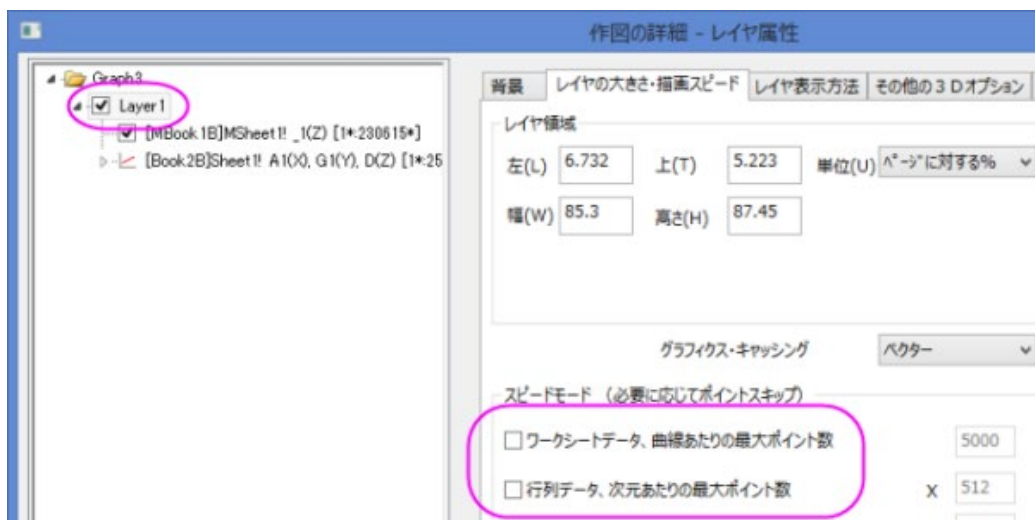 作図の詳細 - レイヤ属性
Graph3
Layer 1
[MBook1B]MSheet1! _1(Z) [1*:230615*]
[Book2B]Sheet1! A1(X), G1(Y), D(Z) [1*:25
背景 レイヤの大きさ・描画スピード レイヤ表示方法 その他の3Dオプション
レイヤ領域
左(L) 6.732 上(T) 5.223 単位(U) ページに対する%
幅(W) 85.3 高さ(H) 87.45
グラフィクス・キャッシング ベクター
スピードモード （必要に応じてポイントスキップ）
ワークシートデータ、曲線あたりの最大ポイント数 5000
行列データ、次元あたりの最大ポイント数 X 512